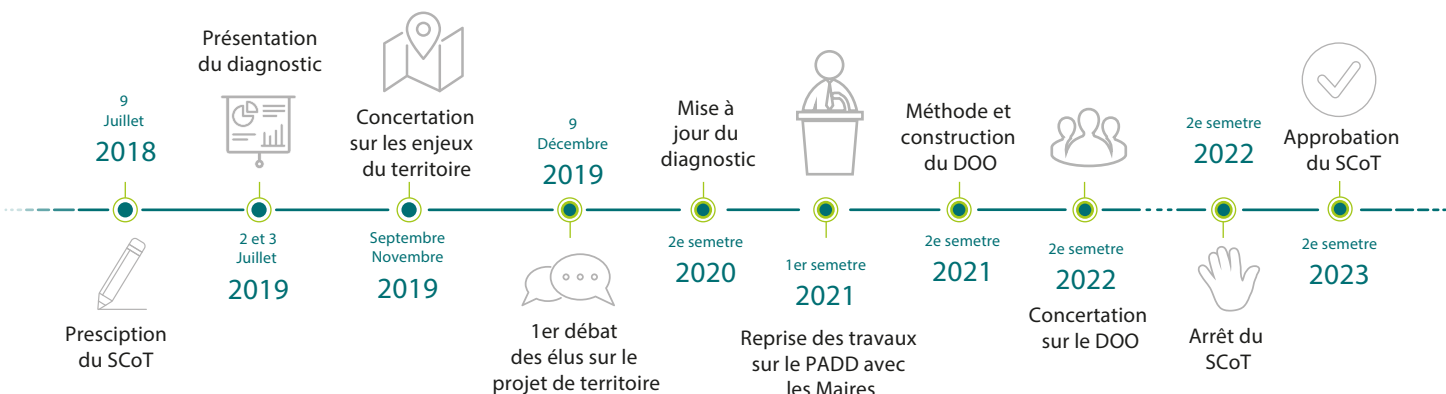 9
Juillet
2018
Presciption
du SCoT
Présentation
du diagnostic
2 et 3
Juillet
2019
Concertation
sur les enjeux
du territoire
Septembre
Novembre
2019
9
Décembre
2019
1er débat
des élus sur le
projet de territoire
Mise à
jour du
diagnostic
2e semetre
2020
1er semetre
2021
Reprise des travaux
sur le PADD avec
les Maires
Méthode et
construction
du DOO
2e semetre
2021
2e semetre
2022
Concertation
sur le DOO
2e semetre
2022
Arrêt du
SCoT
Approbation
du SCoT
2e semetre
2023